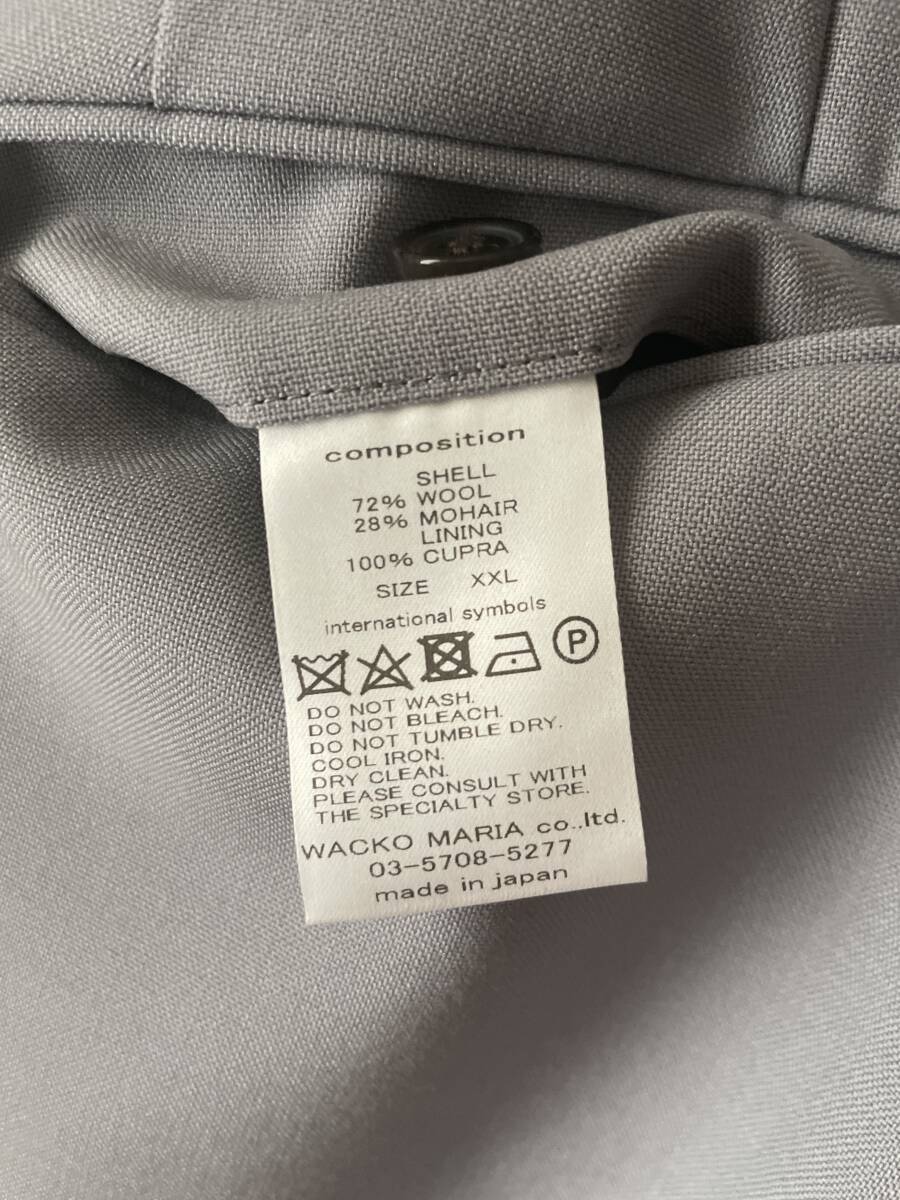 composition
SHELL
72% WOOL
28% MOHAIR
LINING
100% CUPRA
SIZE XXL
international symbols
P
DO NOT WASH.
DO NOT BLEACH.
DO NOT TUMBLE DRY.
COOL IRON.
DRY CLEAN.
PLEASE CONSULT WITH
THE SPECIALTY STORE.
WACKO MARIA co.,ltd.
03-5708-5277
made in japan